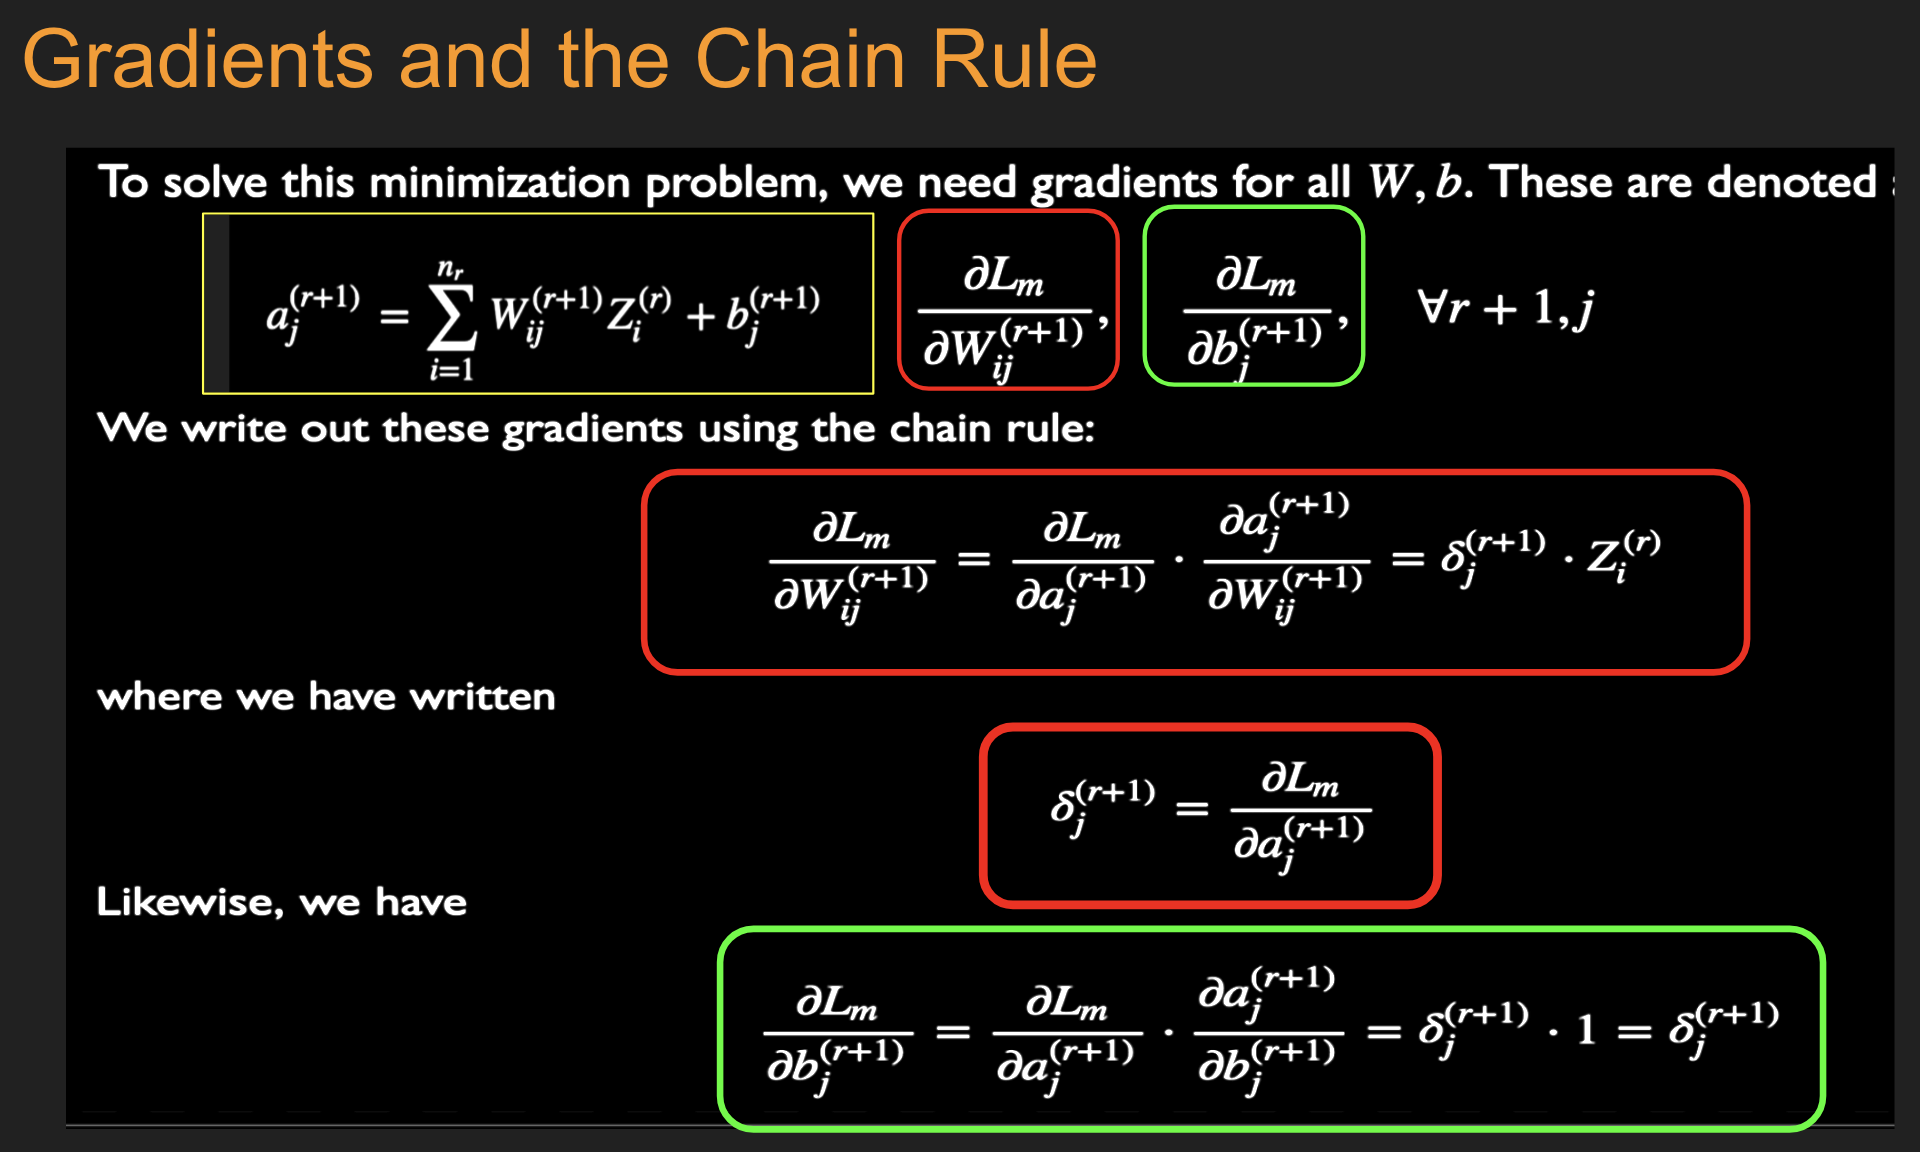 Gradients and the Chain Rule
To solve this minimization problem, we need gradients for all $W, b$. These are denoted
$a_j^{(r+1)} = \sum_{i=1}^{n_r} W_{ij}^{(r+1)} Z_i^{(r)} + b_j^{(r+1)}$ $\frac{\partial L_m}{\partial W_{ij}^{(r+1)}},$ $\frac{\partial L_m}{\partial b_j^{(r+1)}},$ $\forall r + 1, j$
We write out these gradients using the chain rule:
$\frac{\partial L_m}{\partial W_{ij}^{(r+1)}} = \frac{\partial L_m}{\partial a_j^{(r+1)}} \cdot \frac{\partial a_j^{(r+1)}}{\partial W_{ij}^{(r+1)}} = \delta_j^{(r+1)} \cdot Z_i^{(r)}$
where we have written
$\delta_j^{(r+1)} = \frac{\partial L_m}{\partial a_j^{(r+1)}}$
Likewise, we have
$\frac{\partial L_m}{\partial b_j^{(r+1)}} = \frac{\partial L_m}{\partial a_j^{(r+1)}} \cdot \frac{\partial a_j^{(r+1)}}{\partial b_j^{(r+1)}} = \delta_j^{(r+1)} \cdot 1 = \delta_j^{(r+1)}$